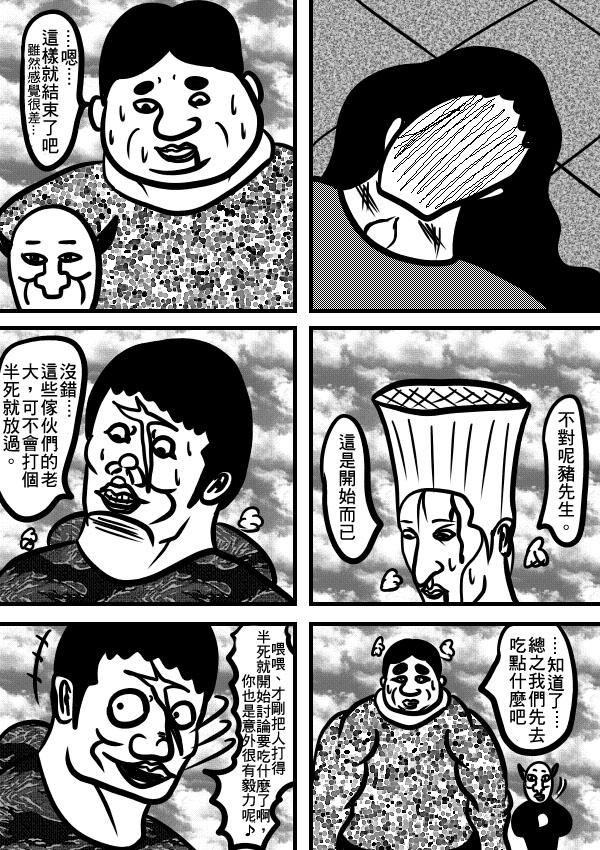 …嗯…
這樣就結束了吧
雖然感覺很差…
不對呢豬先生。
這是開始而已
沒錯…
這些傢伙們的老
大，可不會打個
半死就放過。
…知道了…
總之我們先去
吃點什麼吧
喂喂、才剛把人打得
半死就開始討論要吃什麼了啊，
你也是意外很有毅力呢♪